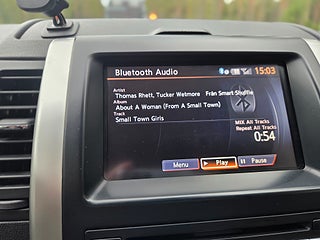 Bluetooth Audio 15:03
Artist
Thomas Rhett, Tucker Wetmore Från Smart Shuffle
Album
About A Woman (From A Small Town)
Track
Small Town Girls
MIX All Tracks
Repeat All Tracks
0:54
Menu Play Pause